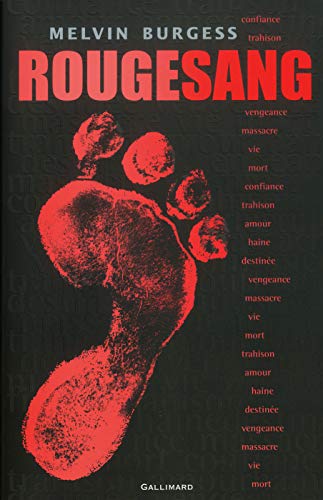 confiance
MELVIN BURGESS
trahison
ROUGESANG
vengeance
massacre
vie
mort
confiance
trahison
amour
haine
destinée
vengeance
massacre
vie
mort
trahison
amour
haine
destinée
vengeance
massacre
vie
mort
GALLIMARD